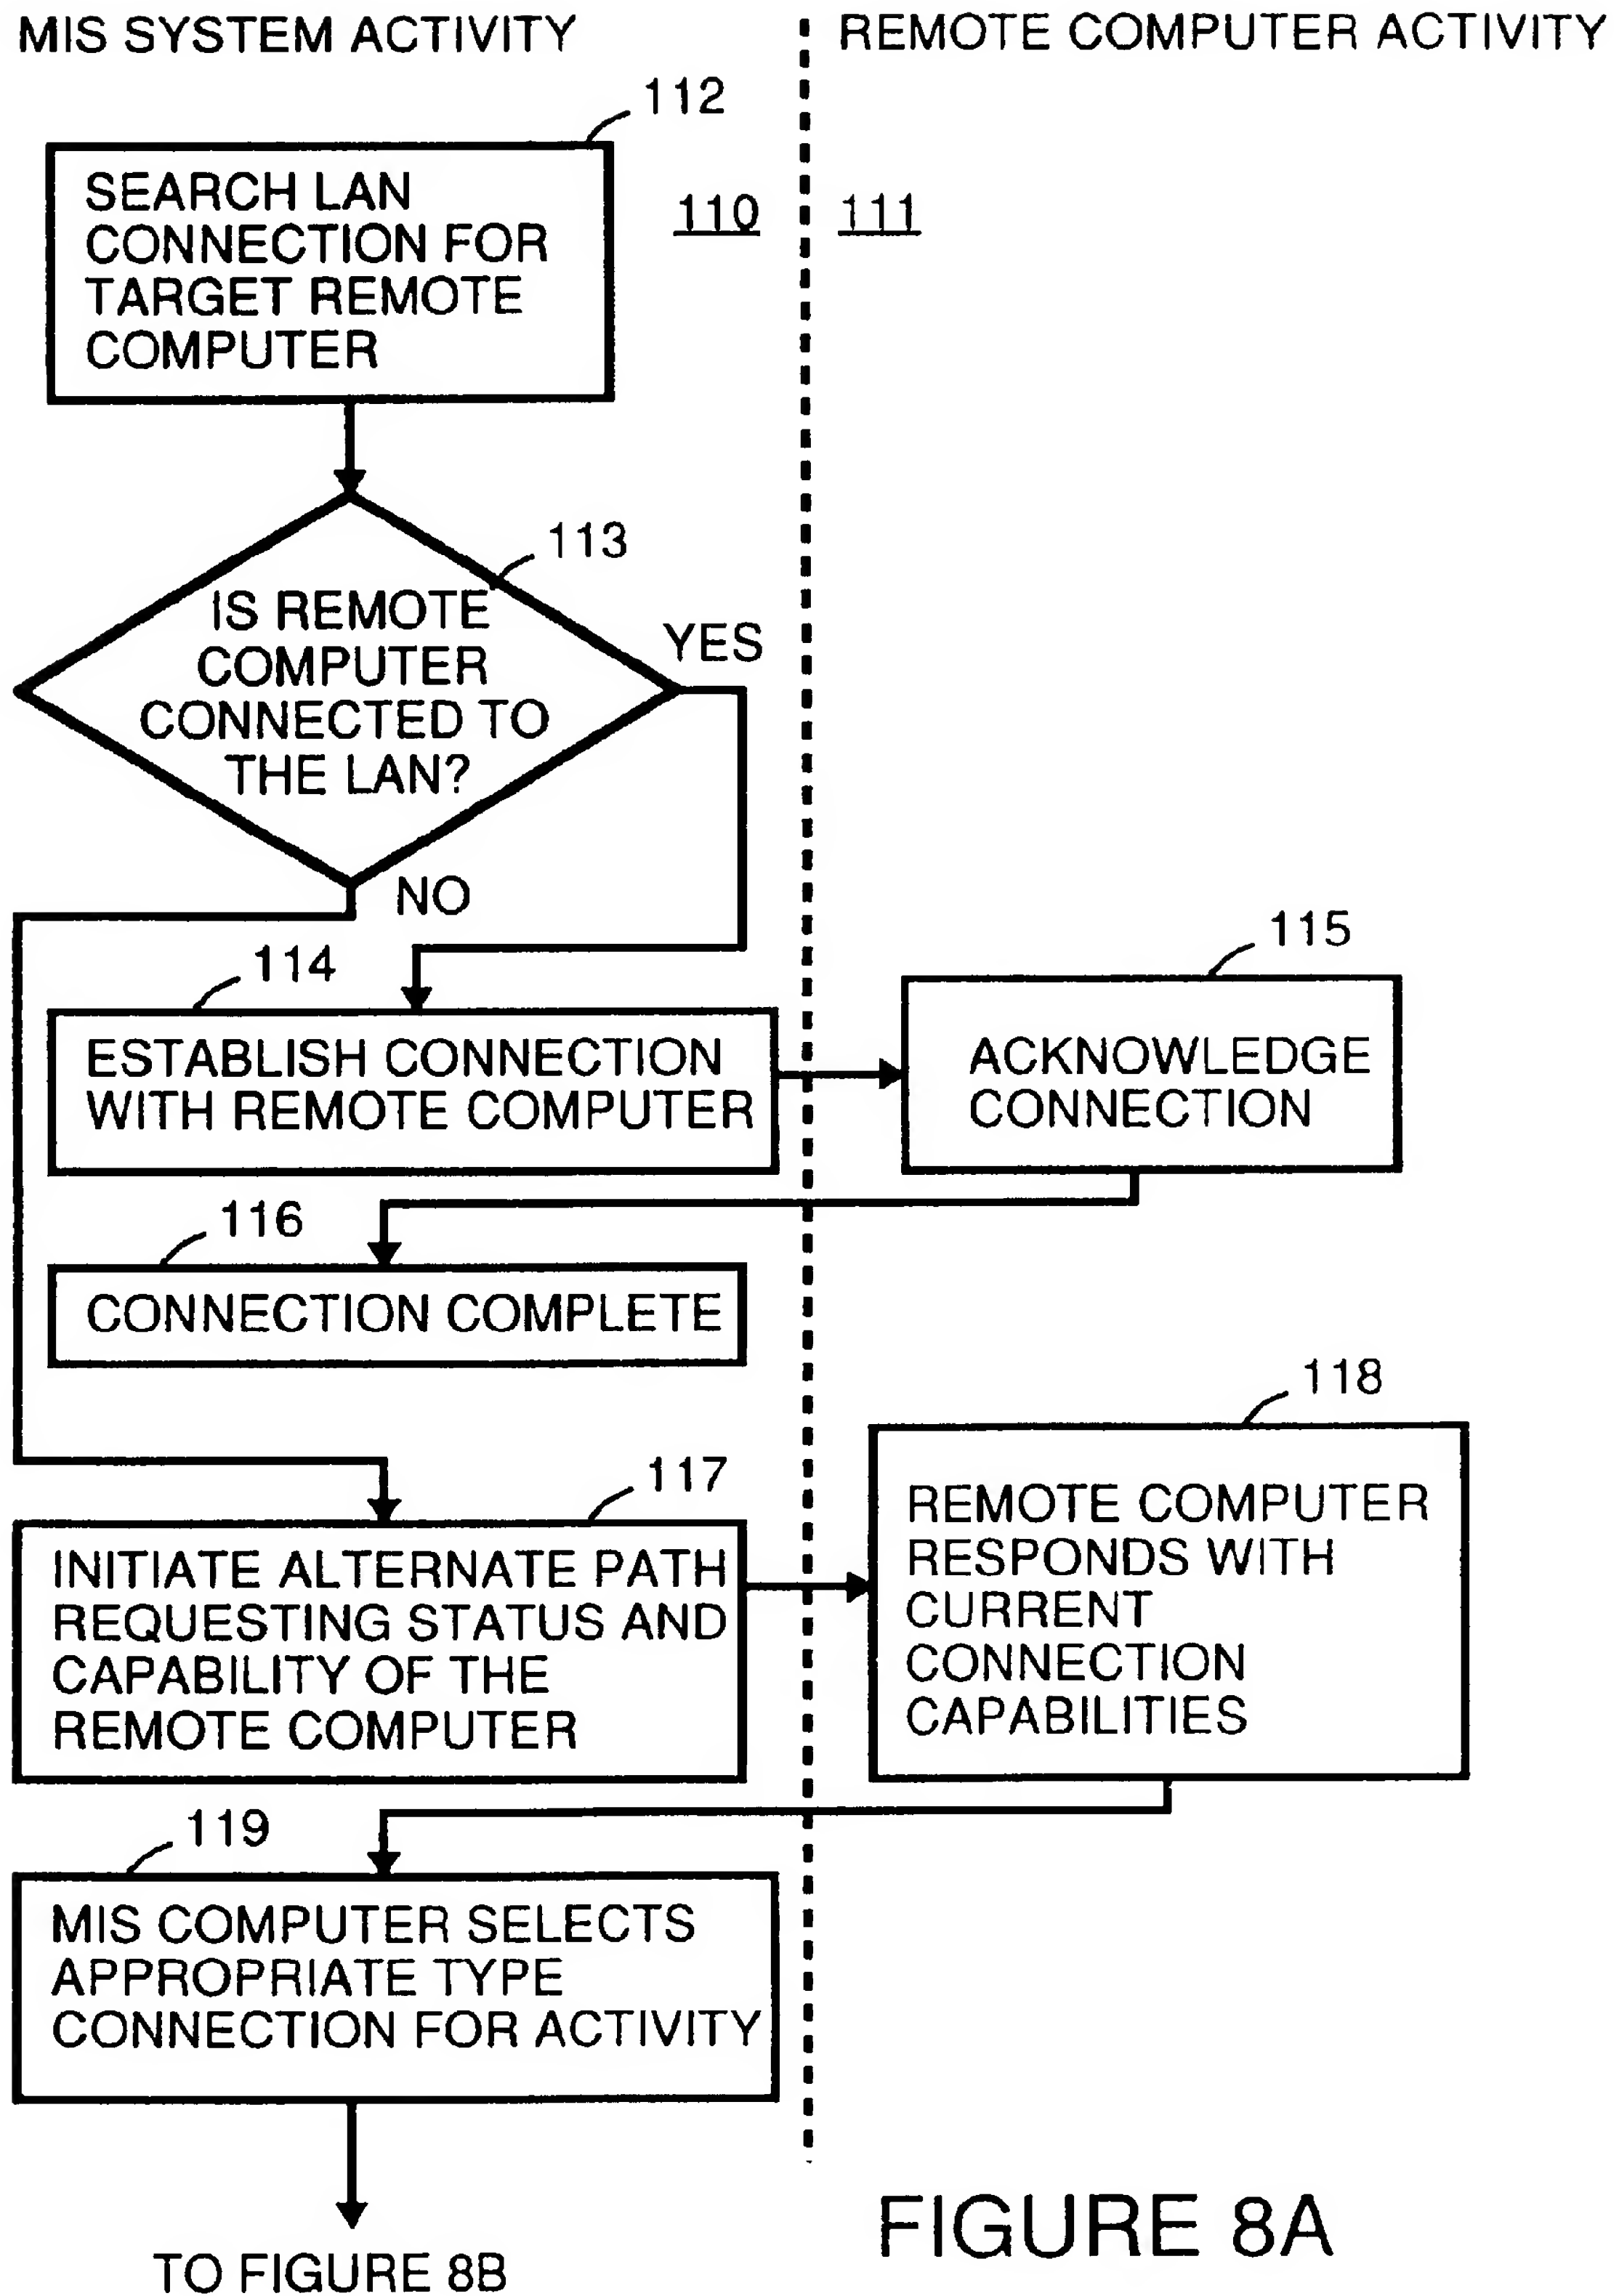 MIS SYSTEM ACTIVITY
REMOTE COMPUTER ACTIVITY
112
SEARCH LAN
CONNECTION FOR
TARGET REMOTE
COMPUTER
110
111
113
IS REMOTE
COMPUTER
CONNECTED TO
THE LAN?
YES
NO
114
ESTABLISH CONNECTION
WITH REMOTE COMPUTER
115
ACKNOWLEDGE
CONNECTION
116
CONNECTION COMPLETE
117
INITIATE ALTERNATE PATH
REQUESTING STATUS AND
CAPABILITY OF THE
REMOTE COMPUTER
118
REMOTE COMPUTER
RESPONDS WITH
CURRENT
CONNECTION
CAPABILITIES
119
MIS COMPUTER SELECTS
APPROPRIATE TYPE
CONNECTION FOR ACTIVITY
TO FIGURE 8B
FIGURE 8A